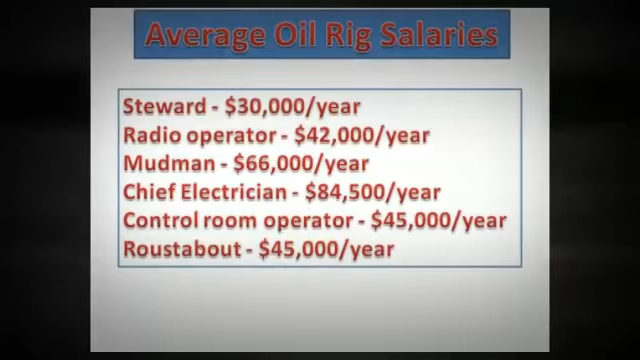 Average Oil Rig Salaries
Steward - $30,000/year
Radio operator - $42,000/year
Mudman - $66,000/year
Chief Electrician - $84,500/year
Control room operator - $45,000/year
Roustabout - $45,000/year